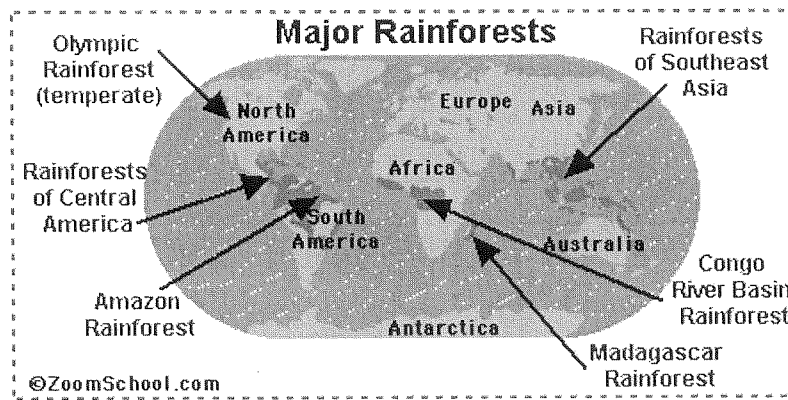 Major Rainforests
Olympic
Rainforest
(temperate)
Rainforests
of Southeast
Asia
North
America
Europe
Asia
Africa
Rainforests
of Central
America
South
America
Australia
Amazon
Rainforest
Congo
River Basin
Rainforest
Antarctica
Madagascar
Rainforest
©ZoomSchool.com